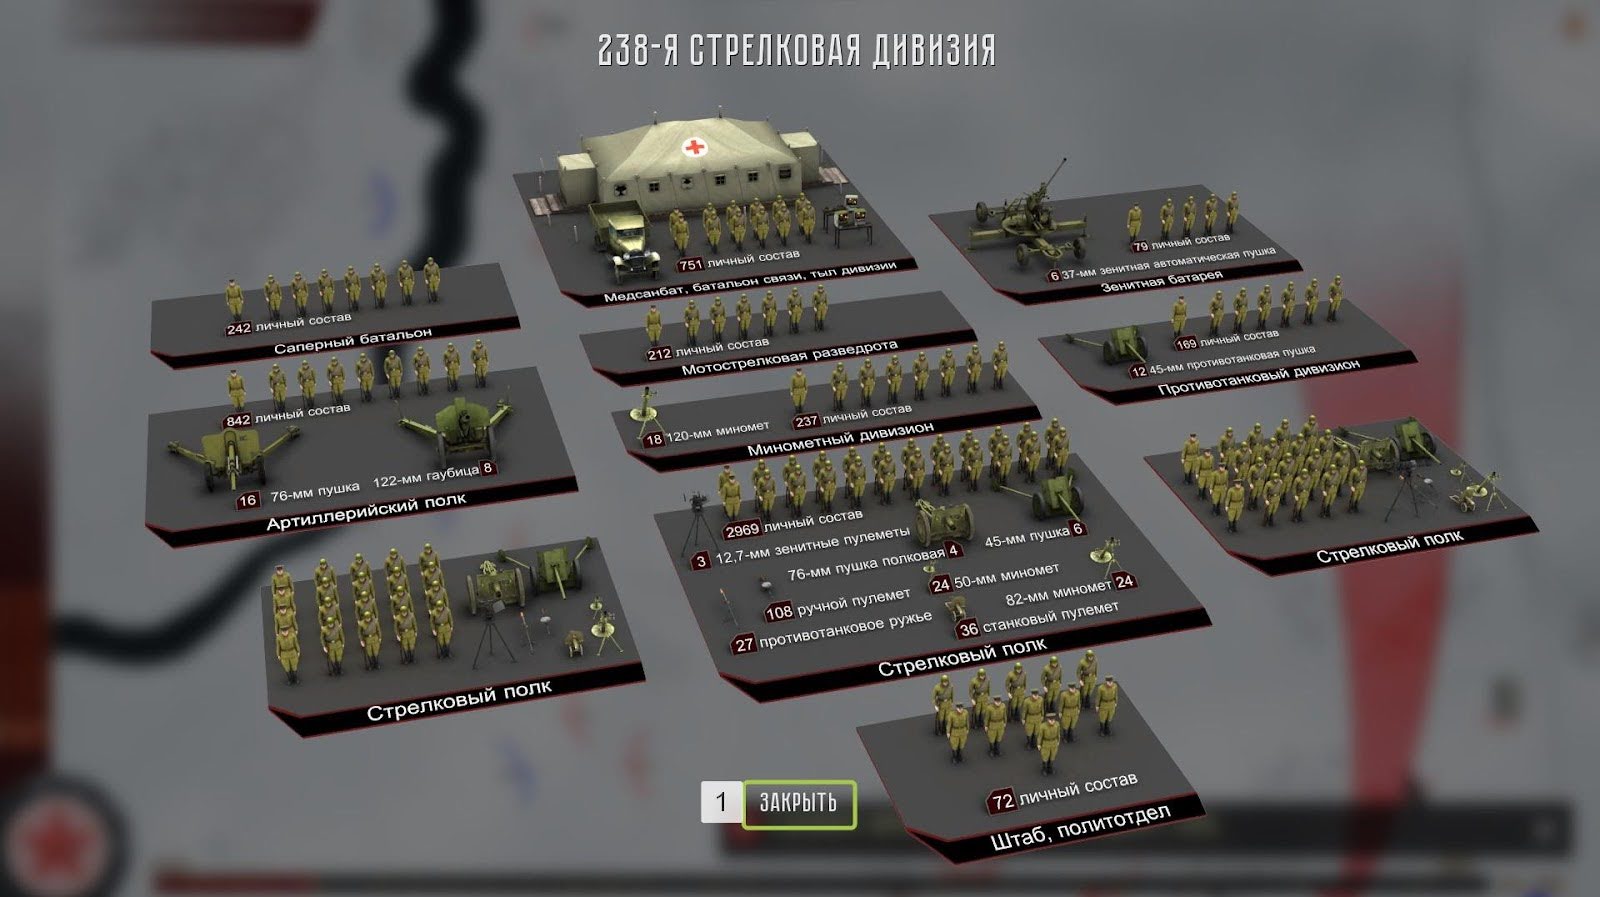 238-Я СТРЕЛКОВАЯ ДИВИЗИЯ
751 личный состав
Медсанбат, батальон связи, тыл дивизии
79 личный состав
6 37-мм зенитная автоматическая пушка
Зенитная батарея
242 личный состав
Саперный батальон
212 личный состав
Мотострелковая разведрота
169 личный состав
12 45-мм противотанковая пушка
Противотанковый дивизион
842 личный состав
16 76-мм пушка
122-мм гаубица 8
Артиллерийский полк
18 120-мм миномет
237 личный состав
Минометный дивизион
2969 личный состав
3 12,7-мм зенитные пулеметы
76-мм пушка полковая 4
45-мм пушка 6
108 ручной пулемет
24 50-мм миномет
82-мм миномет 24
27 противотанковое ружье
36 станковый пулемет
Стрелковый полк
Стрелковый полк
Стрелковый полк
72 личный состав
Штаб, политотдел
1 ЗАКРЫТЬ